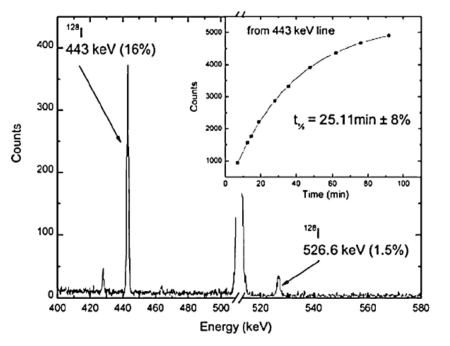 450
400
300
200
100
0
Counts
128I
443 keV (16%)
from 443 keV line
5000
4000
3000
2000
1000
Counts
t½ = 25.11min ± 8%
0 20 40 60 80 100
Time (min)
128I
526.6 keV (1.5%)
400 420 440 460 480 500 520 540 560 580
Energy (keV)